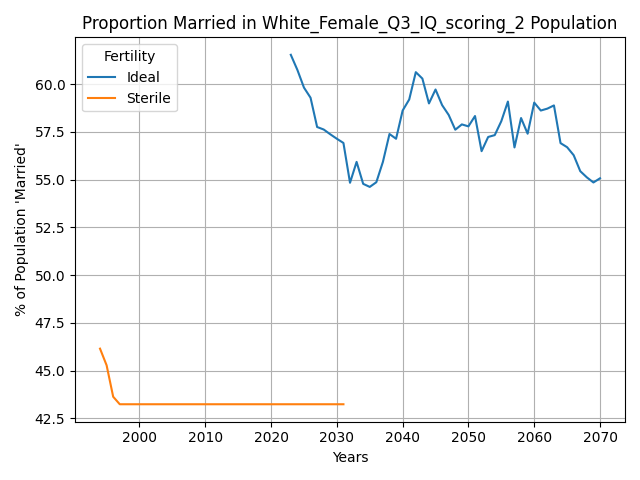 Proportion Married in White_Female_Q3_IQ_scoring_2 Population
Fertility
Ideal
Sterile
% of Population 'Married'
60.0
57.5
55.0
52.5
50.0
47.5
45.0
42.5
2000 2010 2020 2030 2040 2050 2060 2070
Years